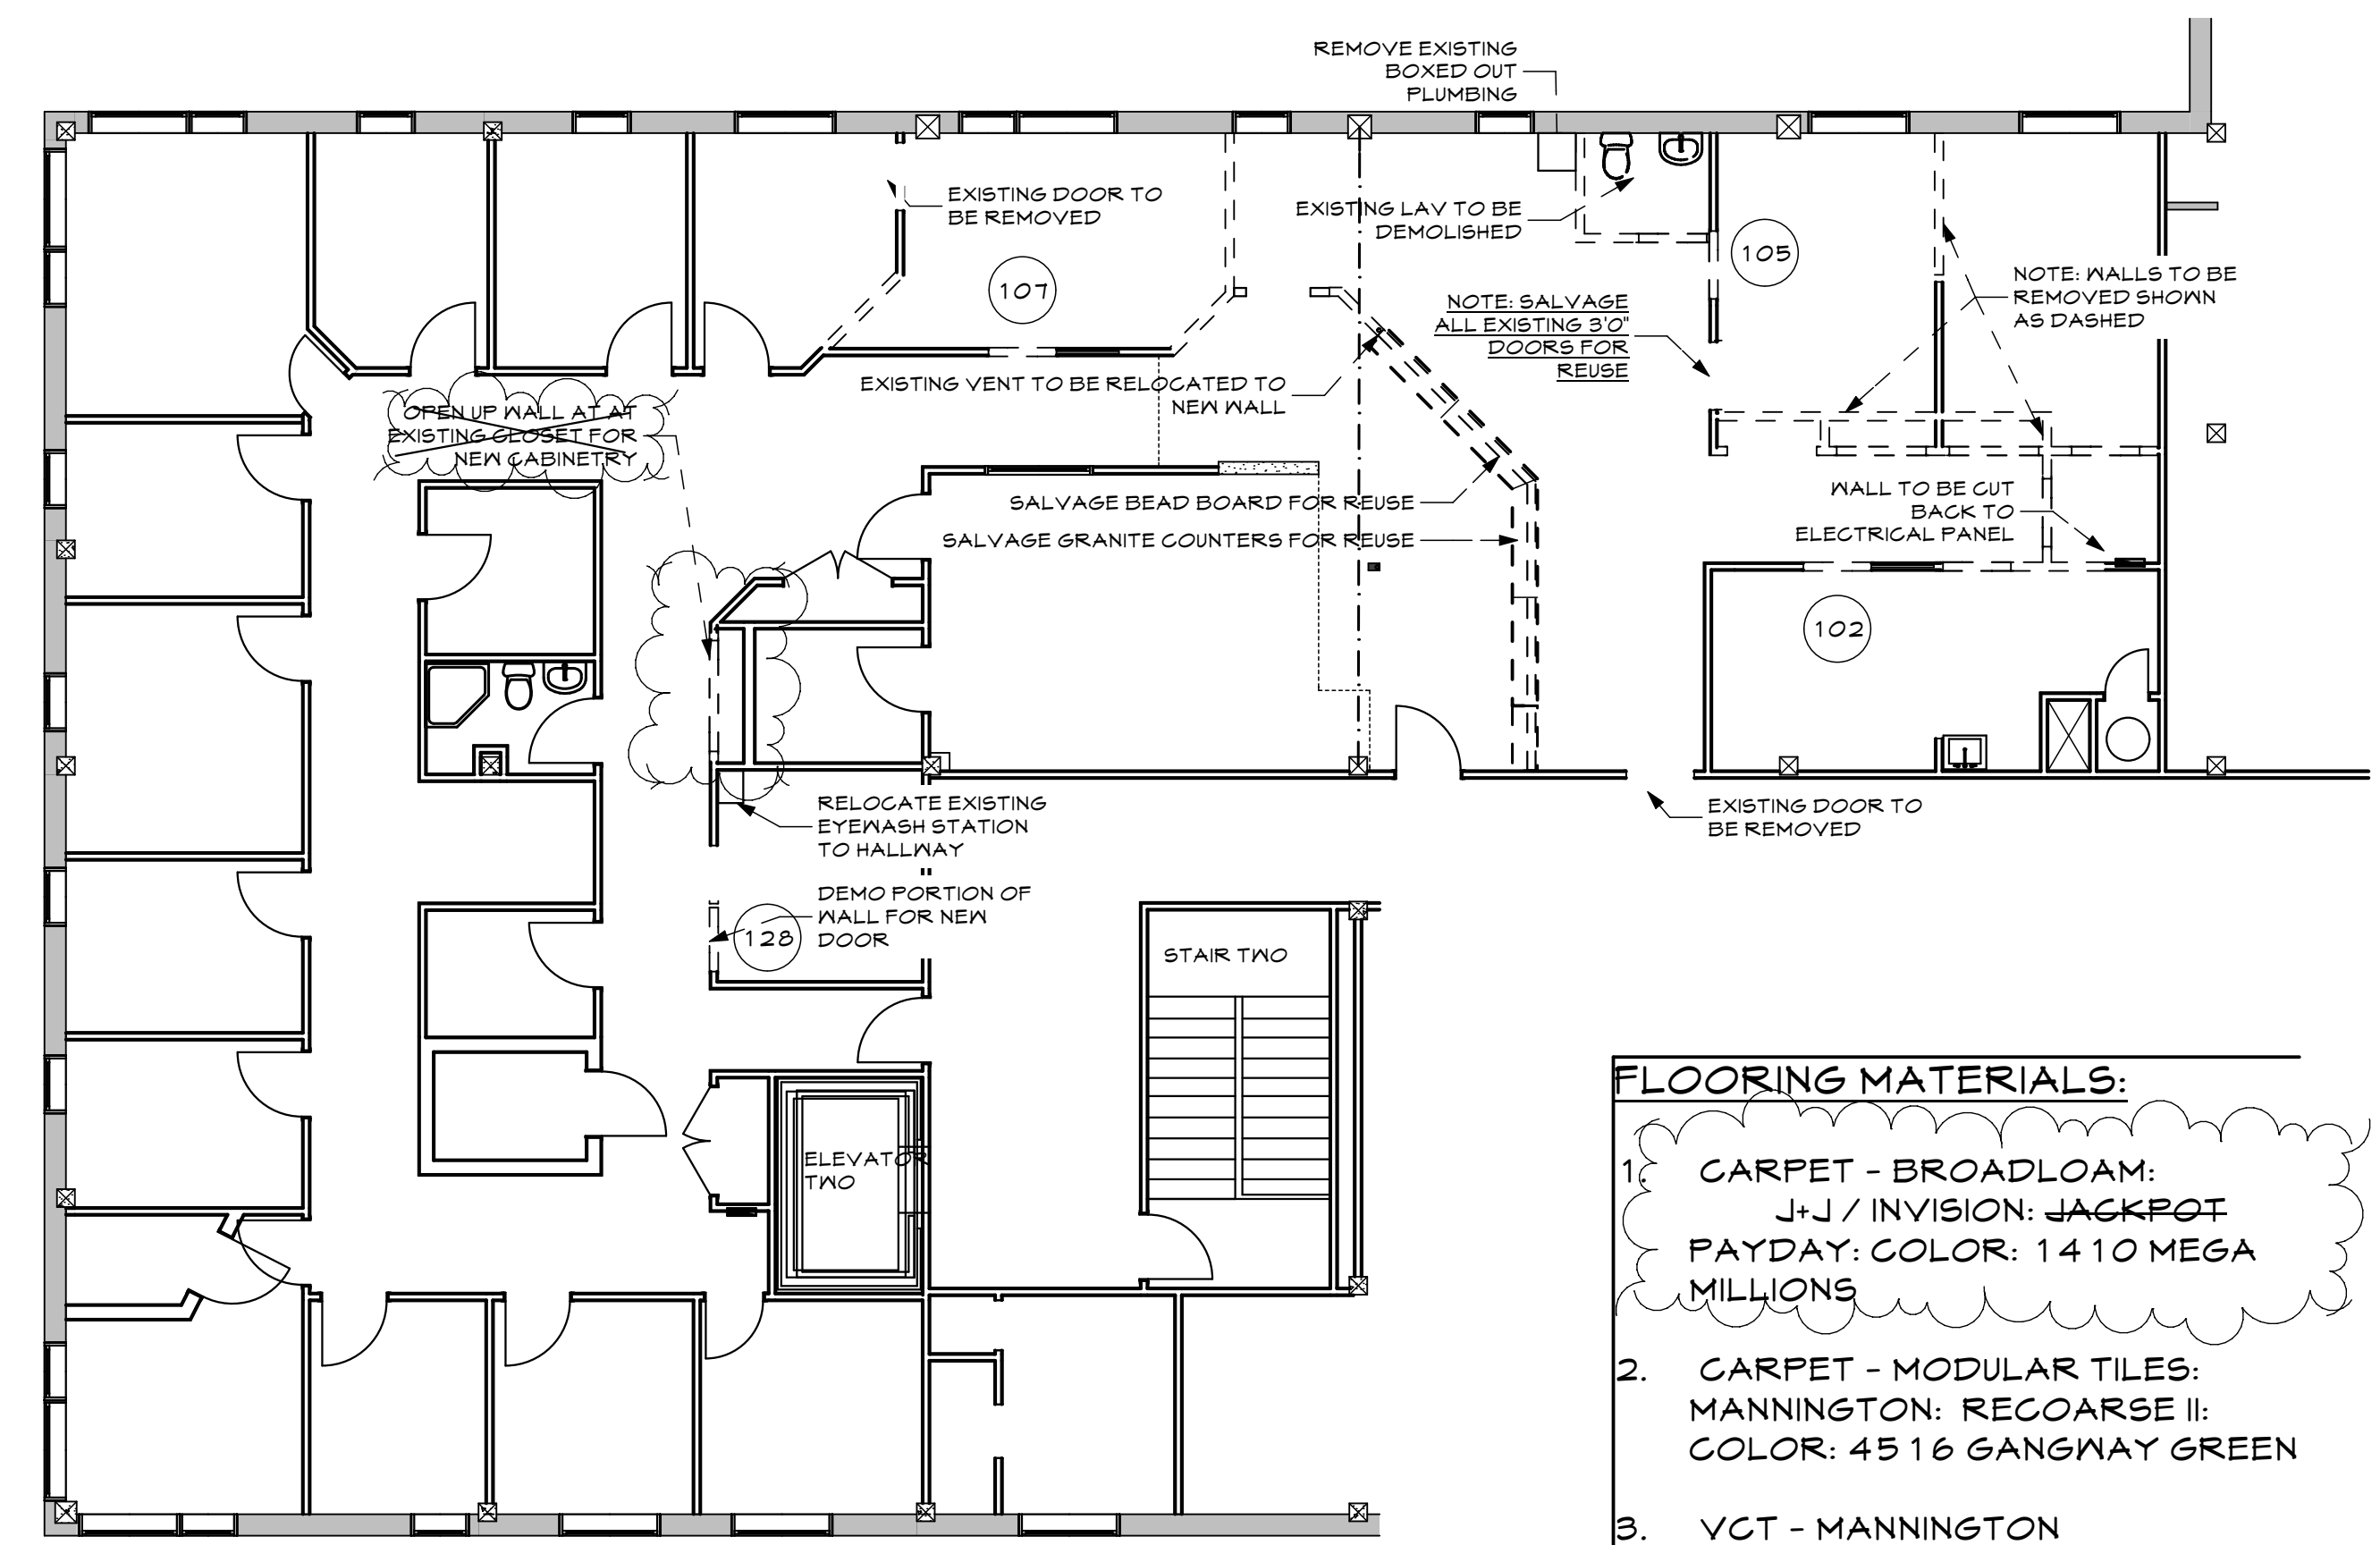 REMOVE EXISTING
BOXED OUT
PLUMBING
EXISTING DOOR TO
BE REMOVED
EXISTING LAV TO BE
DEMOLISHED
105
107
NOTE: WALLS TO BE
REMOVED SHOWN
AS DASHED
NOTE: SALVAGE
ALL EXISTING 3'0"
DOORS FOR
REUSE
EXISTING VENT TO BE RELOCATED TO
NEW WALL
OPEN UP WALL AT AT
EXISTING CLOSET FOR
NEW CABINETRY
SALVAGE BEAD BOARD FOR REUSE
SALVAGE GRANITE COUNTERS FOR REUSE
WALL TO BE CUT
BACK TO
ELECTRICAL PANEL
102
RELOCATE EXISTING
EYEWASH STATION
TO HALLWAY
EXISTING DOOR TO
BE REMOVED
DEMO PORTION OF
WALL FOR NEW
DOOR
128
STAIR TWO
ELEVATOR
TWO
FLOORING MATERIALS:
1. CARPET - BROADLOAM:
J+J / INVISION: JACKPOT
PAYDAY: COLOR: 1410 MEGA
MILLIONS
2. CARPET - MODULAR TILES:
MANNINGTON: RECOARSE II:
COLOR: 4516 GANGWAY GREEN
3. VCT - MANNINGTON